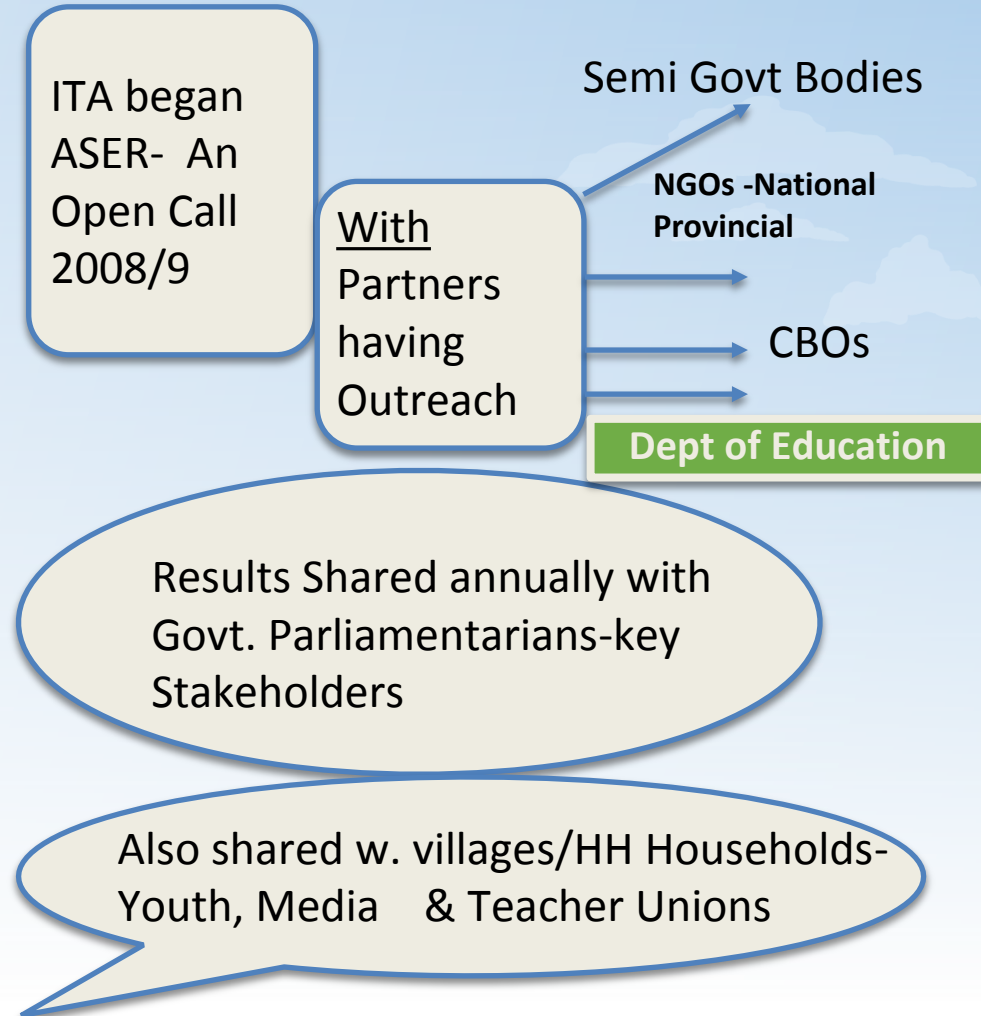 ITA began
ASER- An
Open Call
2008/9
With
Partners
having
Outreach
Semi Govt Bodies
NGOs -National
Provincial
CBOs
Dept of Education
Results Shared annually with
Govt. Parliamentarians-key
Stakeholders
Also shared w. villages/HH Households-
Youth, Media & Teacher Unions